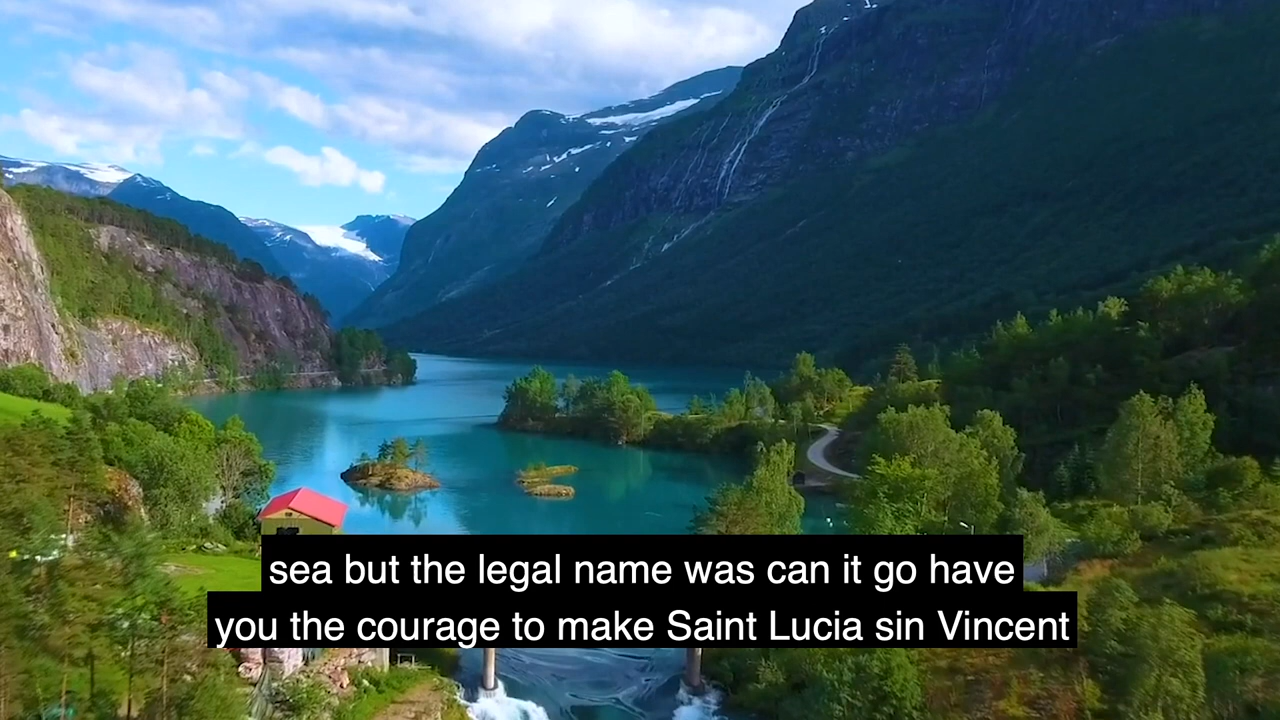 sea but the legal name was can it go have
you the courage to make Saint Lucia sin Vincent